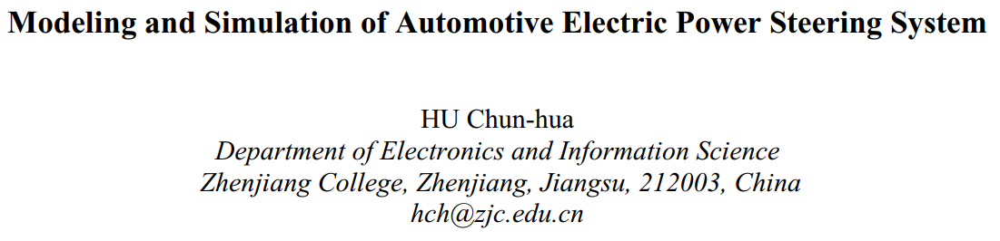 Modeling and Simulation of Automotive Electric Power Steering System
HU Chun-hua
Department of Electronics and Information Science
Zhenjiang College, Zhenjiang, Jiangsu, 212003, China
hch@zjc.edu.cn